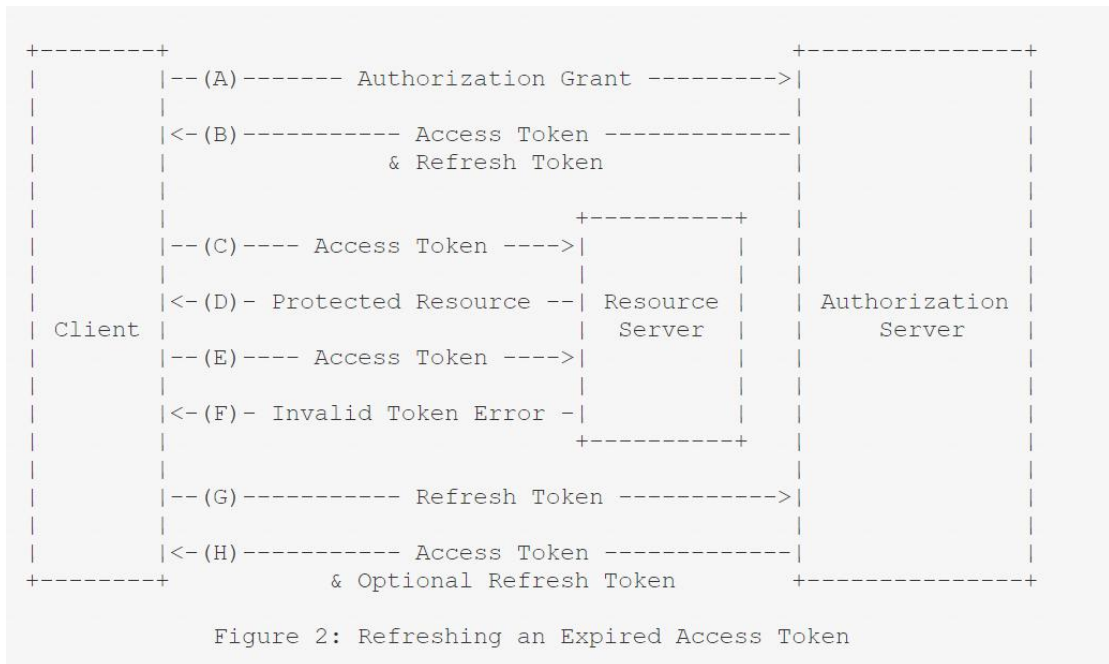 +--------+                                           +---------------+
|        |--(A)------- Authorization Grant --------->|               |
|        |                                           |               |
|        |<-(B)----------- Access Token -------------|               |
|        |               & Refresh Token             |               |
|        |                                           |               |
|        |                            +----------+   |               |
|        |--(C)---- Access Token ---->|          |   |               |
|        |                            |          |   |               |
|        |<-(D)- Protected Resource --| Resource |   | Authorization |
| Client |                            |  Server  |   |     Server    |
|        |--(E)---- Access Token ---->|          |   |               |
|        |                            |          |   |               |
|        |<-(F)- Invalid Token Error -|          |   |               |
|        |                            +----------+   |               |
|        |                                           |               |
|        |--(G)----------- Refresh Token ----------->|               |
|        |                                           |               |
|        |<-(H)----------- Access Token -------------|               |
+--------+           & Optional Refresh Token        +---------------+

Figure 2: Refreshing an Expired Access Token